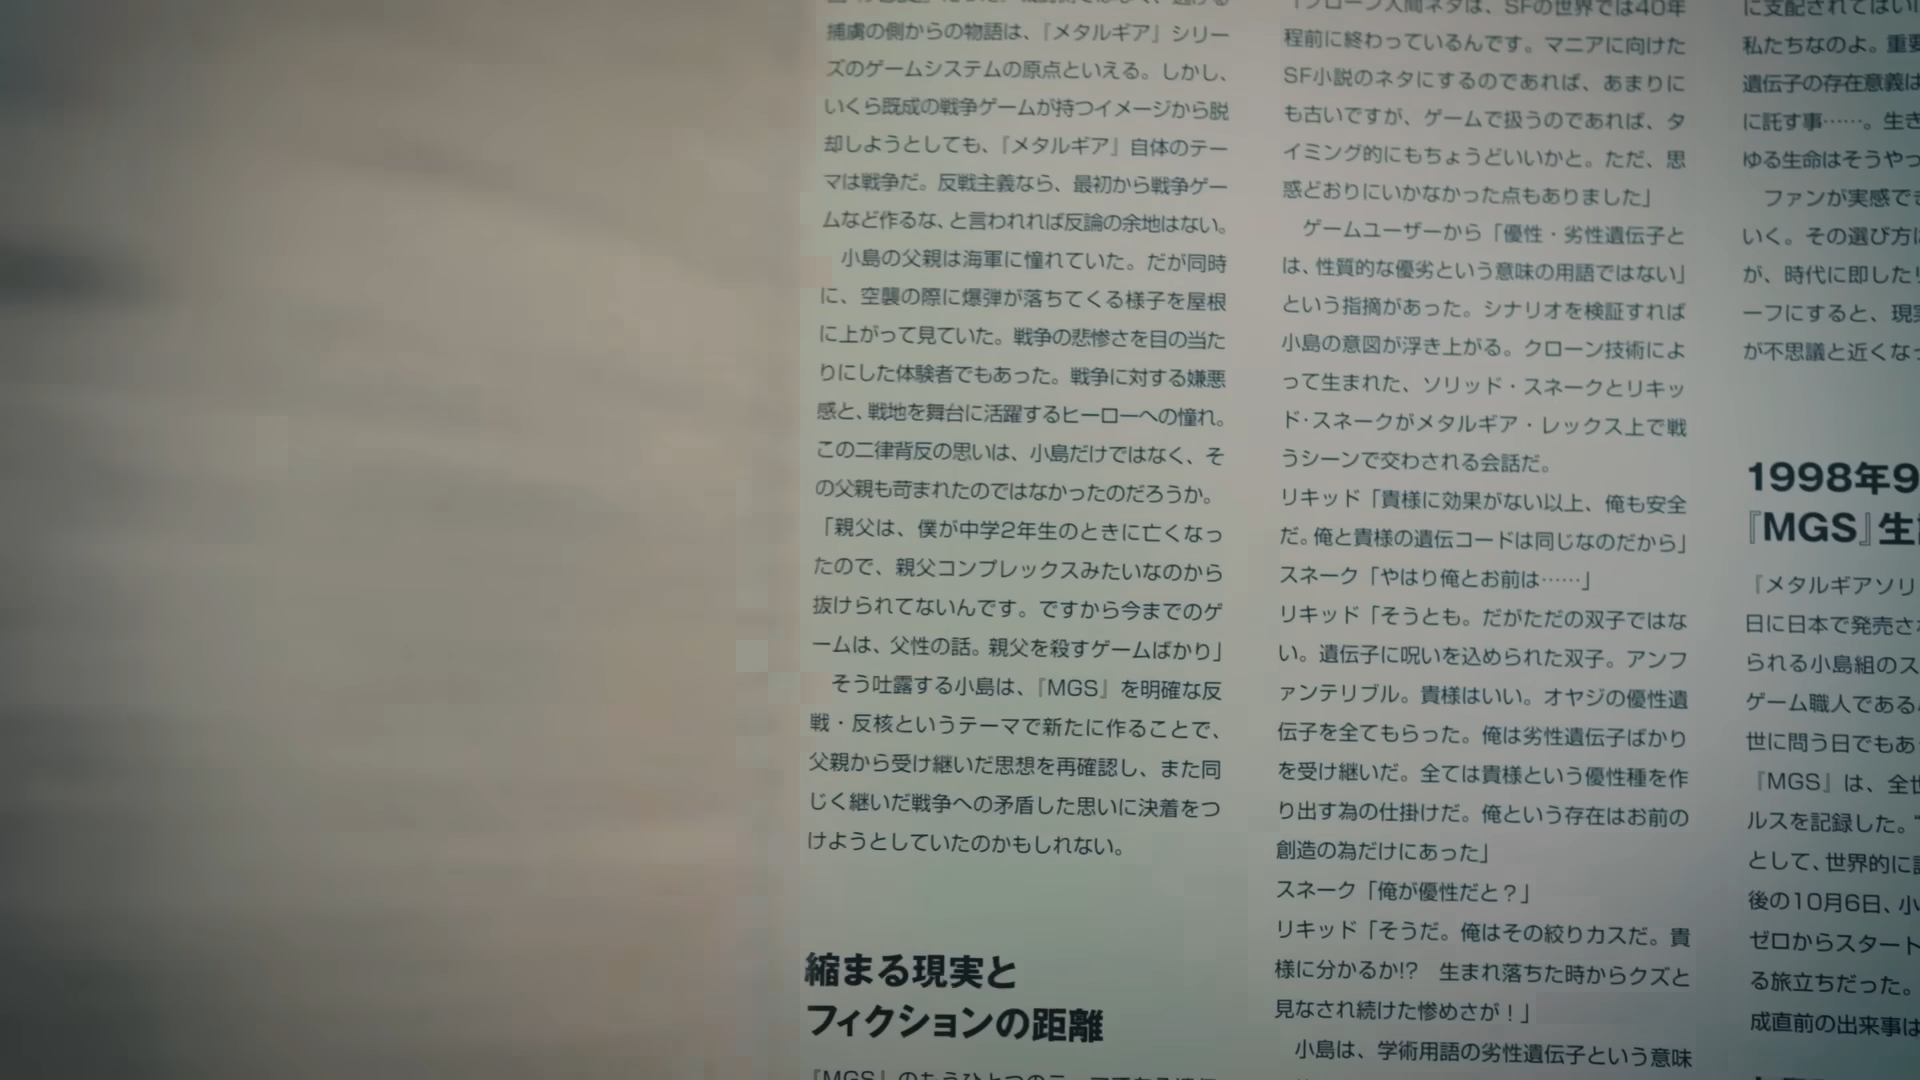 捕虜の側からの物語は、『メタルギア』シリー
ズのゲームシステムの原点といえる。しかし、
いくら既成の戦争ゲームが持つイメージから脱
却しようとしても、『メタルギア』自体のテー
マは戦争だ。反戦主義なら、最初から戦争ゲー
ムなど作るな、と言われれば反論の余地はない。
小島の父親は海軍に憧れていた。だが同時
に、空襲の際に爆弾が落ちてくる様子を屋根
に上がって見ていた。戦争の悲惨さを目の当た
りにした体験者でもあった。戦争に対する嫌悪
感と、戦地を舞台に活躍するヒーローへの憧れ。
この二律背反の思いは、小島だけではなく、そ
の父親も苛まれたのではなかったのだろうか。
「親父は、僕が中学2年生のときに亡くなっ
たので、親父コンプレックスみたいなのから
抜けられてないんです。ですから今までのゲ
ームは、父性の話。親父を殺すゲームばかり」
そう吐露する小島は、『MGS』を明確な反
戦・反核というテーマで新たに作ることで、
父親から受け継いだ思想を再確認し、また同
じく継いだ戦争への矛盾した思いに決着をつ
けようとしていたのかもしれない。
縮まる現実と
フィクションの距離
『MGS』のもうひとつのテーマである遺伝
「クローン人間ネタは、SFの世界では40年
程前に終わっているんです。マニアに向けた
SF小説のネタにするのであれば、あまりに
も古いですが、ゲームで扱うのであれば、タ
イミング的にもちょうどいいかと。ただ、思
惑どおりにいかなかった点もありました」
ゲームユーザーから「優性・劣性遺伝子と
は、性質的な優劣という意味の用語ではない」
という指摘があった。シナリオを検証すれば
小島の意図が浮き上がる。クローン技術によ
って生まれた、ソリッド・スネークとリキッ
ド・スネークがメタルギア・レックス上で戦
うシーンで交わされる会話だ。
リキッド「貴様に効果がない以上、俺も安全
だ。俺と貴様の遺伝コードは同じなのだから」
スネーク「やはり俺とお前は……」
リキッド「そうとも。だがただの双子ではな
い。遺伝子に呪いを込められた双子。アンフ
ァンテリブル。貴様はいい。オヤジの優性遺
伝子を全てもらった。俺は劣性遺伝子ばかり
を受け継いだ。全ては貴様という優性種を作
り出す為の仕掛けだ。俺という存在はお前の
創造の為だけにあった」
スネーク「俺が優性だと？」
リキッド「そうだ。俺はその絞りカスだ。貴
様に分かるか!?　生まれ落ちた時からクズと
見なされ続けた惨めさが！」
小島は、学術用語の劣性遺伝子という意味
に支配されてはい
私たちなのよ。重要
遺伝子の存在意義は
に託す事……。生き
ゆる生命はそうやっ
ファンが実感でき
いく。その選び方
が、時代に即した
ーフにすると、現実
が不思議と近くなっ
1998年9
『MGS』生
『メタルギアソリ
日に日本で発売さ
られる小島組のス
ゲーム職人である
世に問う日でもあ
『MGS』は、全世
ルスを記録した。
として、世界的に
後の10月6日、小
ゼロからスタート
る旅立ちだった。
成直前の出来事は